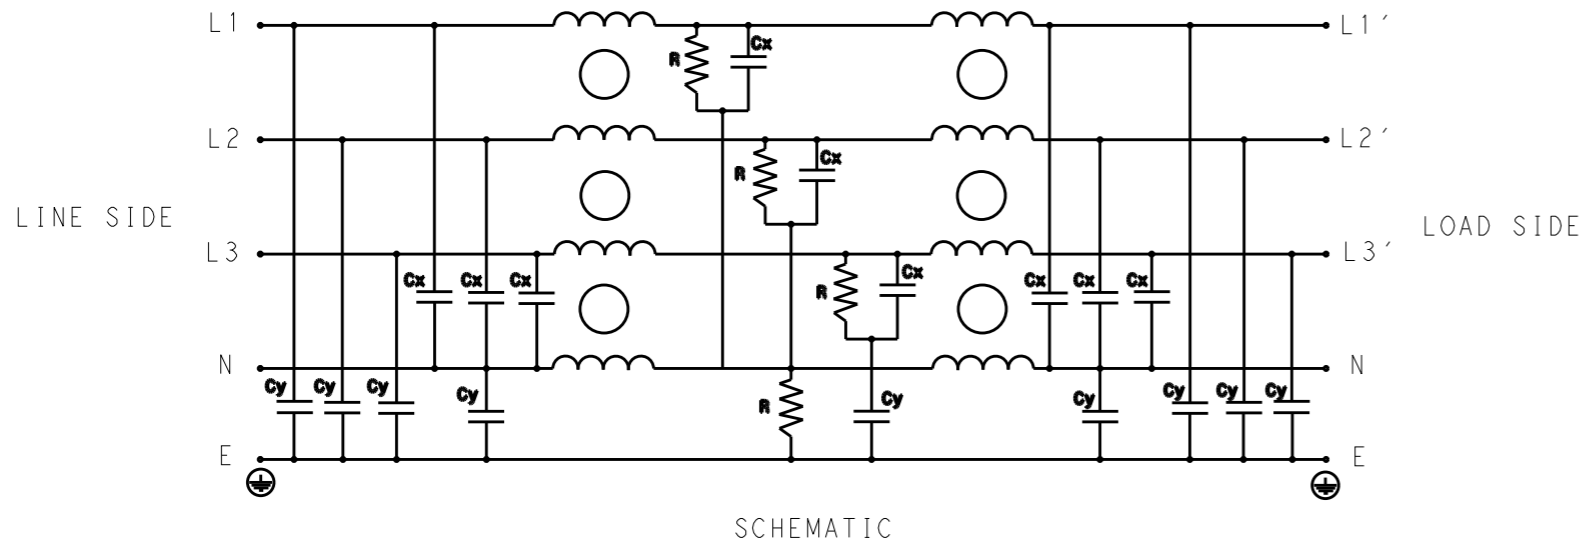 L1 L1′
Cx
R
L2 L2′
Cx
R
LINE SIDE LOAD SIDE
L3 L3′
Cx Cx Cx R Cx Cx Cx Cx
N N
Cy Cy Cy Cy R Cy Cy Cy Cy Cy
E E
SCHEMATIC